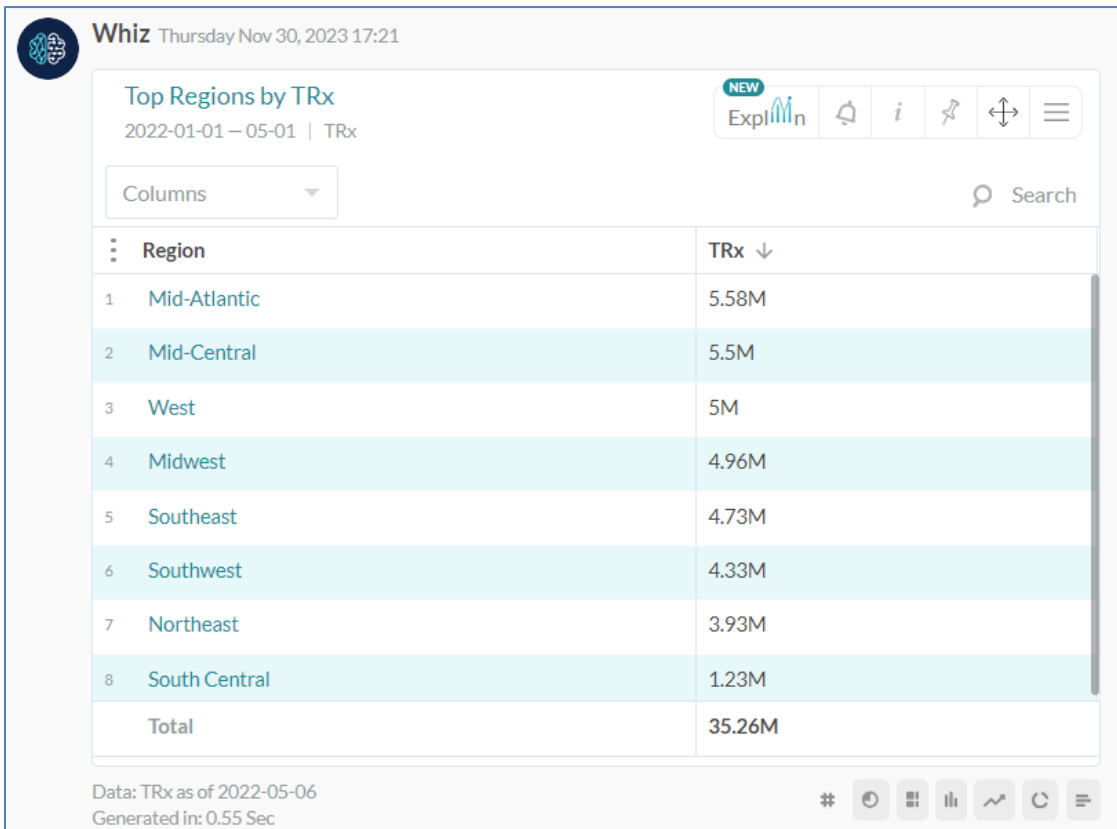 Whiz Thursday Nov 30, 2023 17:21
Top Regions by TRx
2022-01-01 — 05-01 | TRx
NEW
Expl n
i
Columns
Search
Region TRx ↓
1 Mid-Atlantic 5.58M
2 Mid-Central 5.5M
3 West 5M
4 Midwest 4.96M
5 Southeast 4.73M
6 Southwest 4.33M
7 Northeast 3.93M
8 South Central 1.23M
Total 35.26M
Data: TRx as of 2022-05-06
#
Generated in: 0.55 Sec